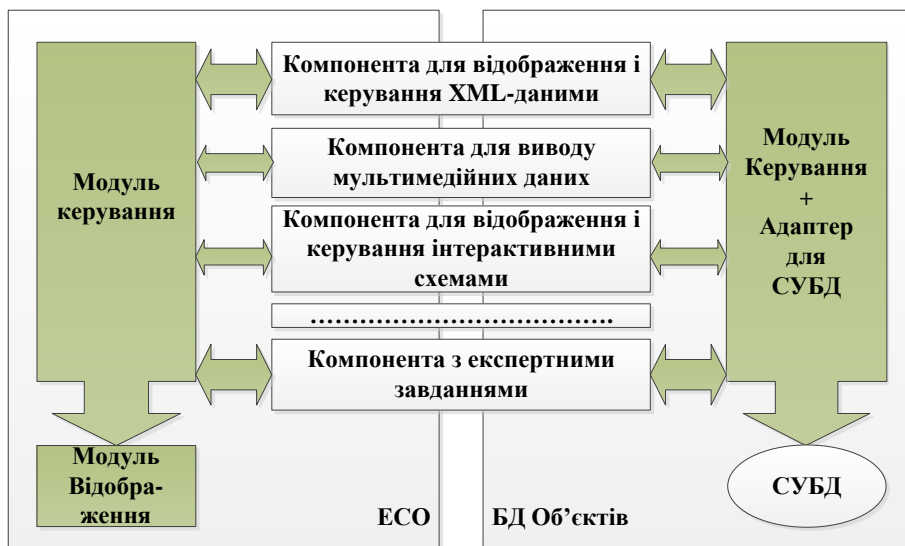 Модуль
керування
Компонента для відображення і
керування XML-даними
Компонента для виводу
мультимедійних даних
Компонента для відображення і
керування інтерактивними
схемами
…………………………………..
Компонента з експертними
завданнями
Модуль
Керування
+
Адаптер
для
СУБД
Модуль
Відобра-
ження
ЕСО
БД Об’єктів
СУБД